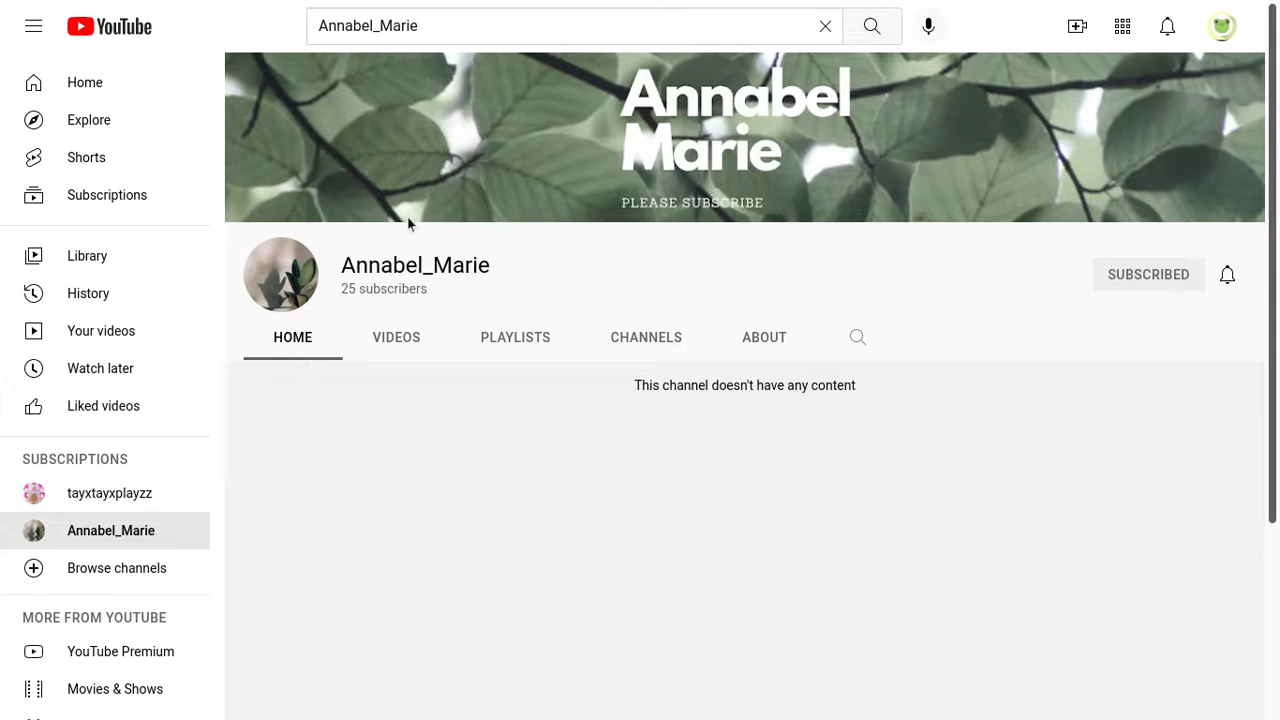 YouTube
Annabel_Marie
Home
Explore
Shorts
Subscriptions
Library
History
Your videos
Watch later
Liked videos
SUBSCRIPTIONS
tayxtayxplayzz
Annabel_Marie
Browse channels
MORE FROM YOUTUBE
YouTube Premium
Movies & Shows
Annabel
Marie
PLEASE SUBSCRIBE
Annabel_Marie
25 subscribers
SUBSCRIBED
HOME VIDEOS PLAYLISTS CHANNELS ABOUT
This channel doesn't have any content